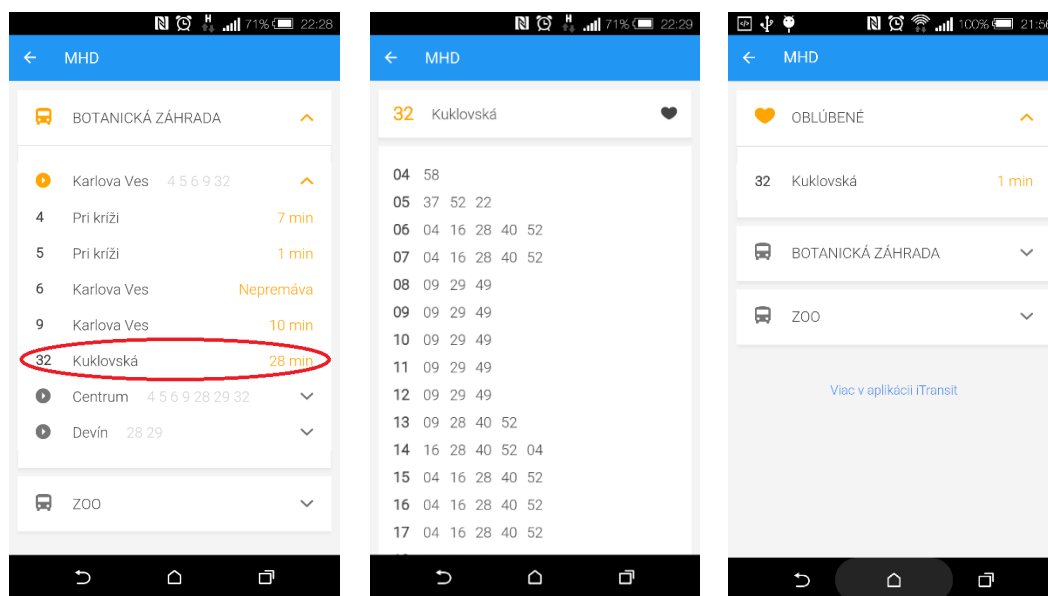 71% 22:28
MHD
BOTANICKÁ ZÁHRADA
Karlova Ves 4 5 6 9 32
4 Pri kríži 7 min
5 Pri kríži 1 min
6 Karlova Ves Nepremáva
9 Karlova Ves 10 min
32 Kuklovská 28 min
Centrum 4 5 6 9 28 29 32
Devín 28 29
ZOO
H 71% 22:29
MHD
32 Kuklovská
04 58
05 37 52 22
06 04 16 28 40 52
07 04 16 28 40 52
08 09 29 49
09 09 29 49
10 09 29 49
11 09 29 49
12 09 29 49
13 09 28 40 52
14 16 28 40 52 04
15 04 16 28 40 52
16 04 16 28 40 52
17 04 16 28 40 52
100% 21:56
MHD
OBLÚBENÉ
32 Kuklovská 1 min
BOTANICKÁ ZÁHRADA
ZOO
Viac v aplikácii iTransit